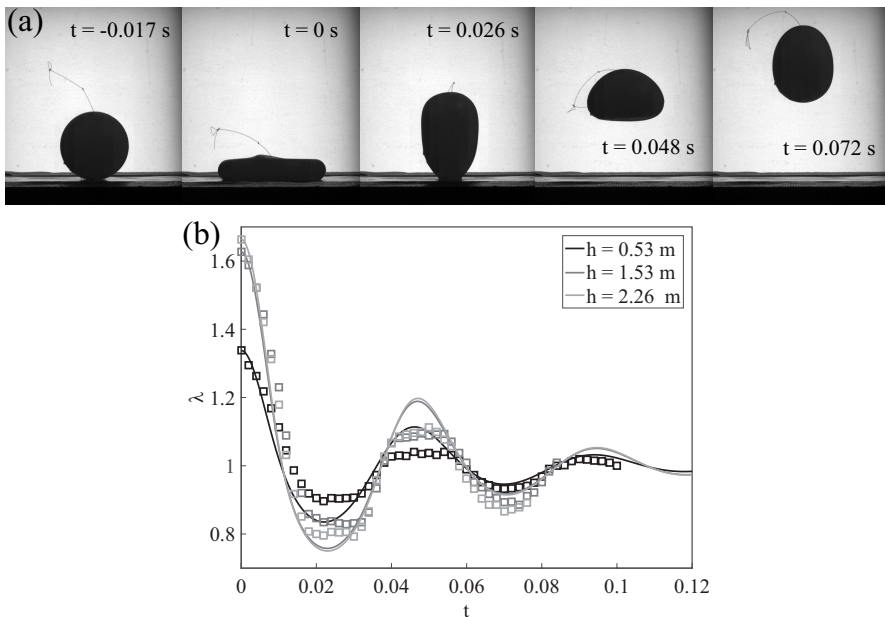 (a)
t = -0.017 s
t = 0 s
t = 0.026 s
t = 0.048 s
t = 0.072 s
(b)
h = 0.53 m
h = 1.53 m
h = 2.26 m
1.6
1.4
1.2
1
0.8
λ
0 0.02 0.04 0.06 0.08 0.1 0.12
t